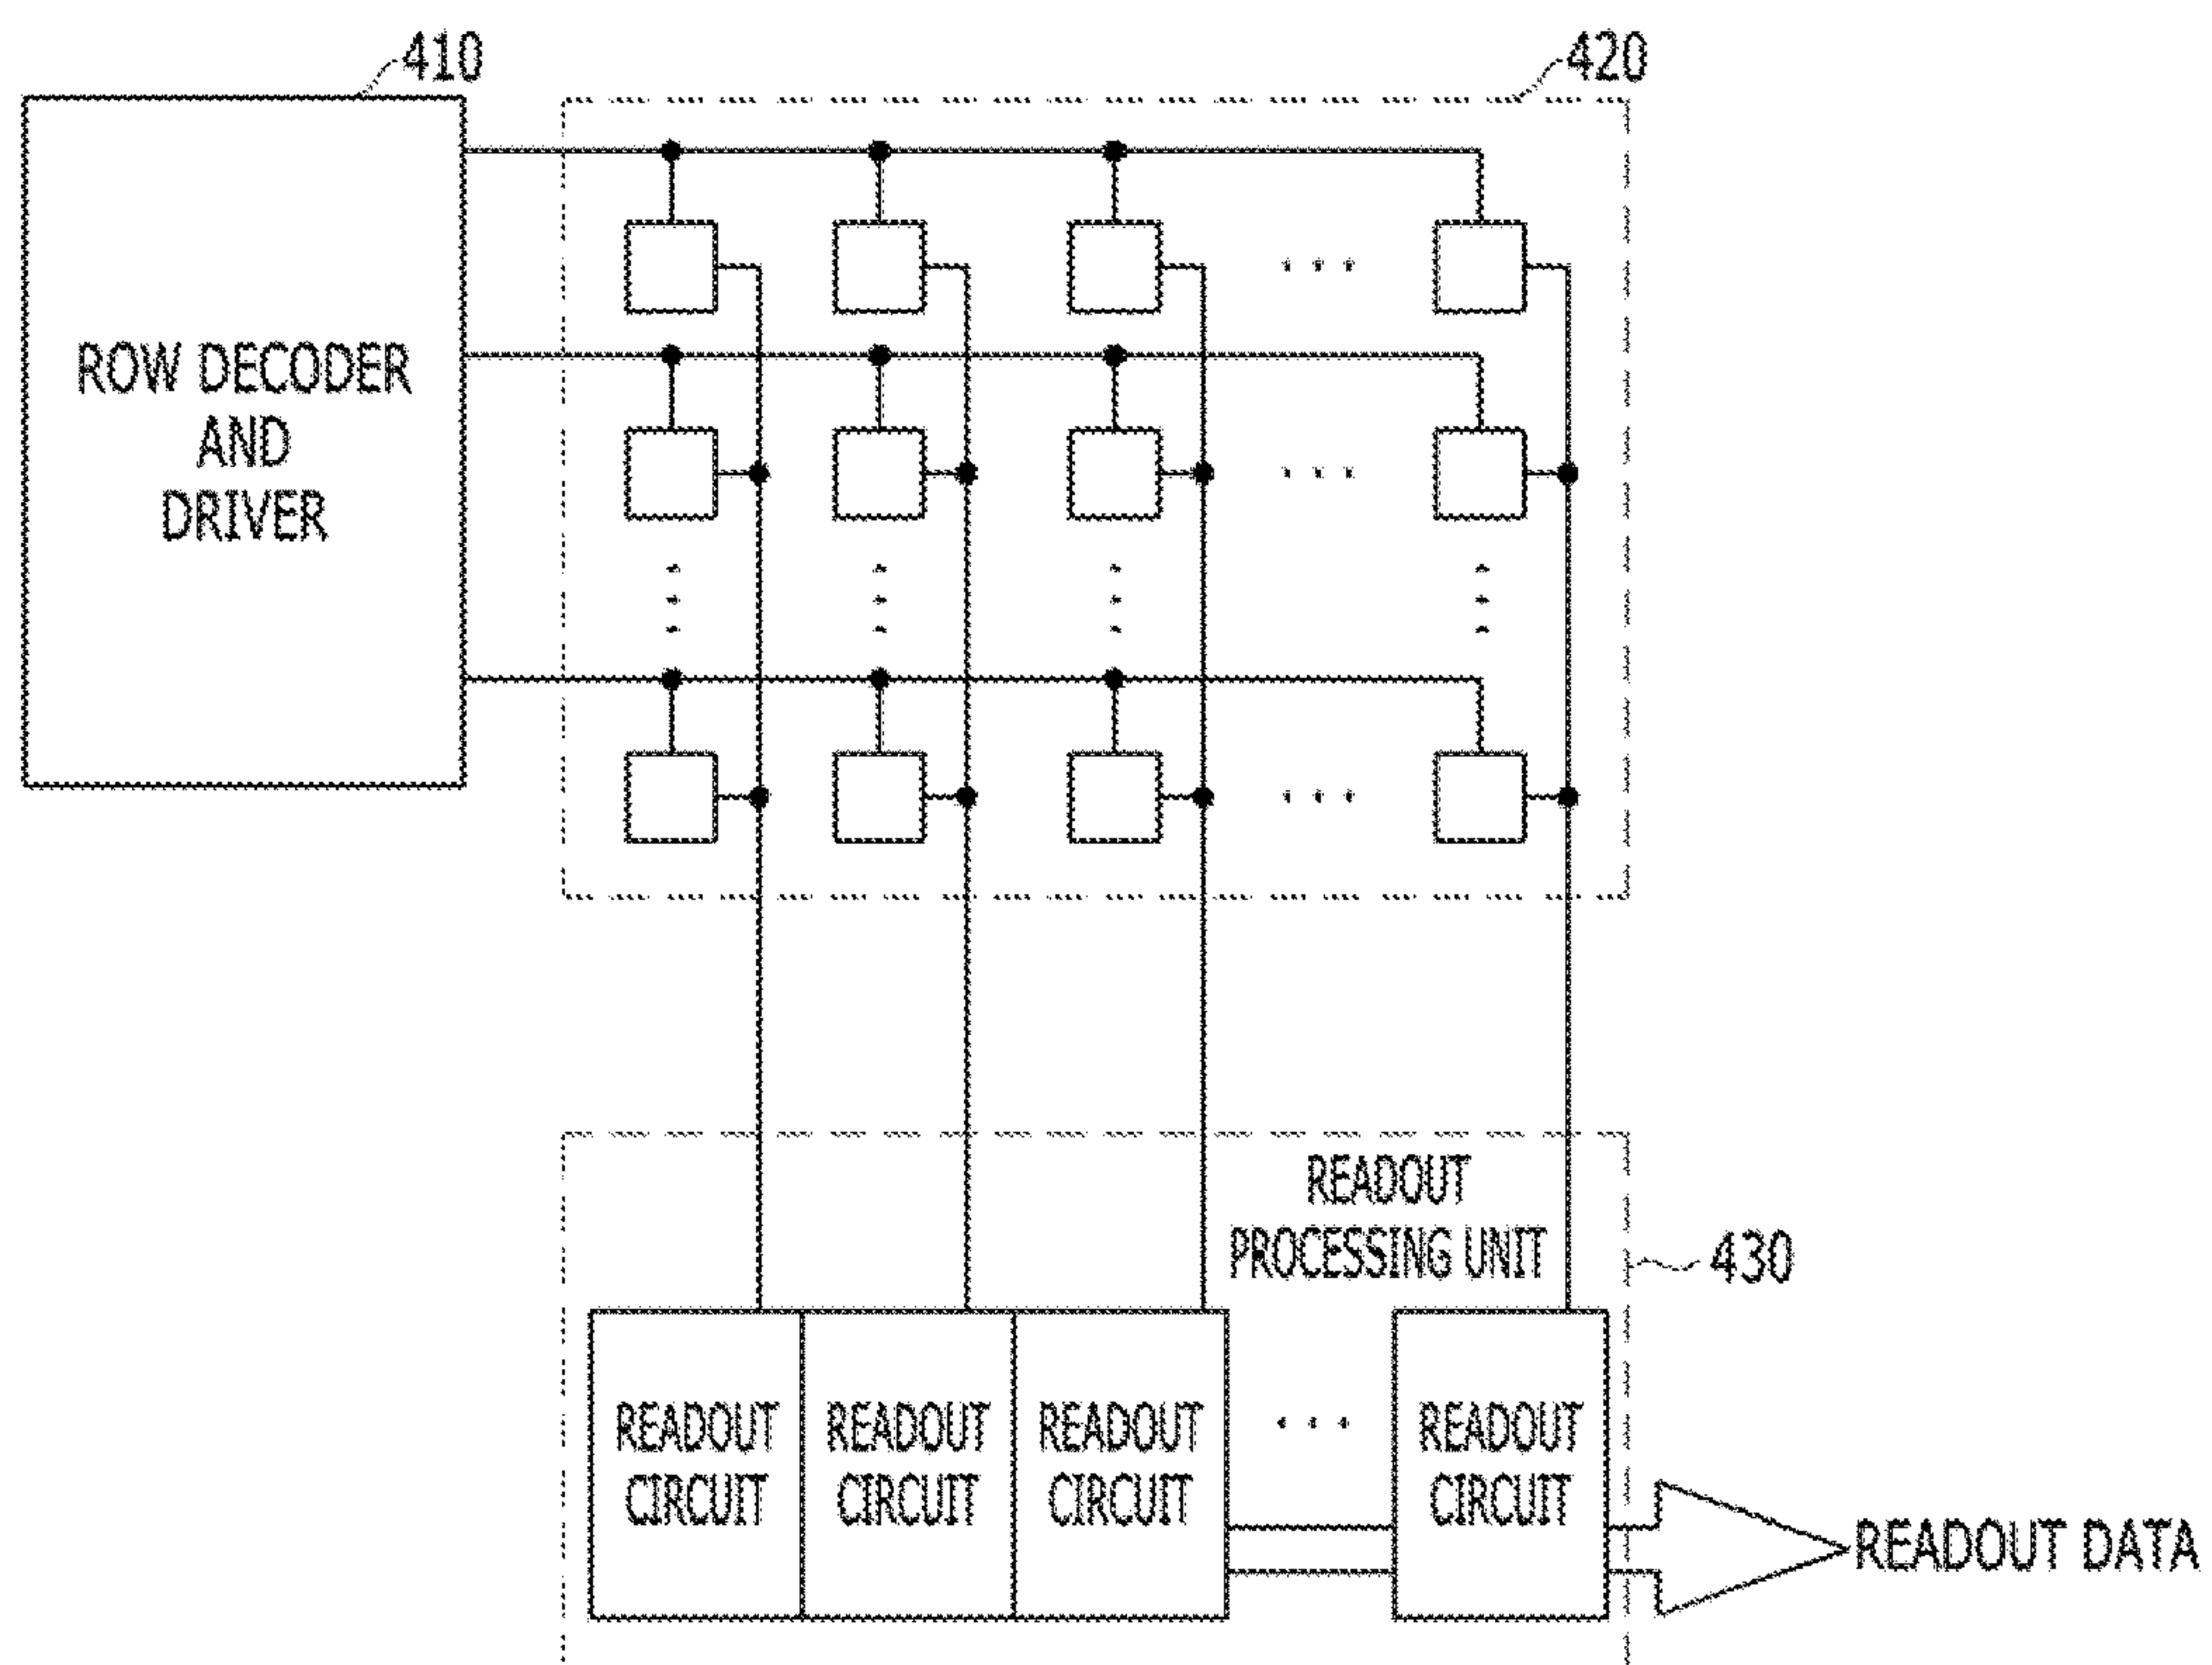 410
420
ROW DECODER
AND
DRIVER
READOUT
PROCESSING UNIT
430
READOUT
CIRCUIT
READOUT
CIRCUIT
READOUT
CIRCUIT
READOUT
CIRCUIT
READOUT DATA